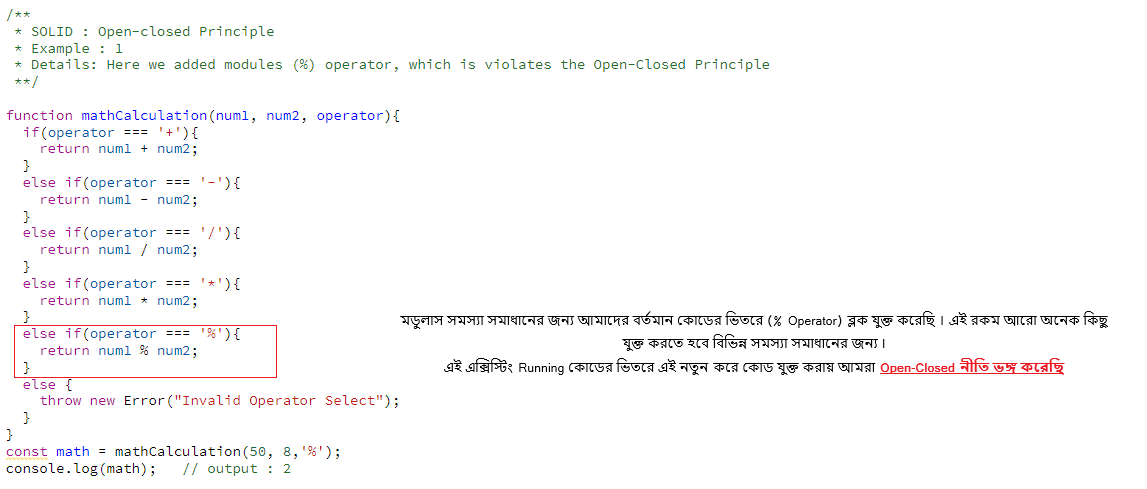 /**
* SOLID : Open-closed Principle
* Example : 1
* Details: Here we added modules (%) operator, which is violates the Open-Closed Principle
**/
function mathCalculation(num1, num2, operator){
if(operator === '+'){
return num1 + num2;
}
else if(operator === '-'){
return num1 - num2;
}
else if(operator === '/'){
return num1 / num2;
}
else if(operator === '*'){
return num1 * num2;
}
else if(operator === '%'){
return num1 % num2;
}
else {
throw new Error("Invalid Operator Select");
}
}
const math = mathCalculation(50, 8,'%');
console.log(math);   // output : 2
মডুলাস সমস্যা সমাধানের জন্য আমাদের বর্তমান কোডের ভিতরে (% Operator) ব্লক যুক্ত করেছি । এই রকম আরো অনেক কিছু
যুক্ত করতে হবে বিভিন্ন সমস্যা সমাধানের জন্য।
এই এক্সিস্টিং Running কোডের ভিতরে এই নতুন করে কোড যুক্ত করায় আমরা Open-Closed নীতি ভঙ্গ করেছি